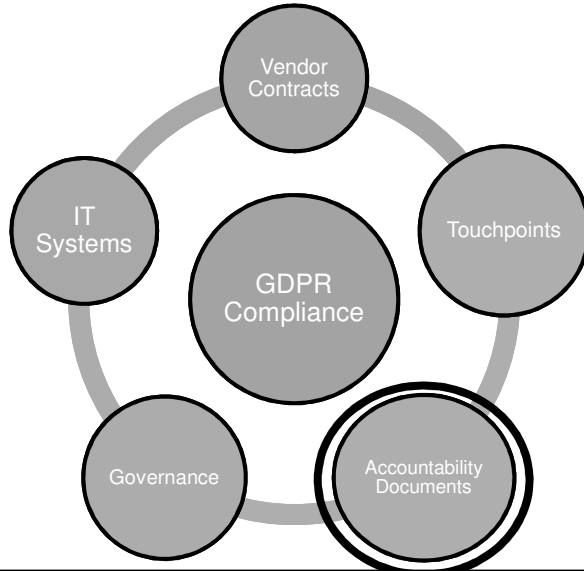 Vendor
Contracts
IT
Systems
Touchpoints
GDPR
Compliance
Governance
Accountability
Documents